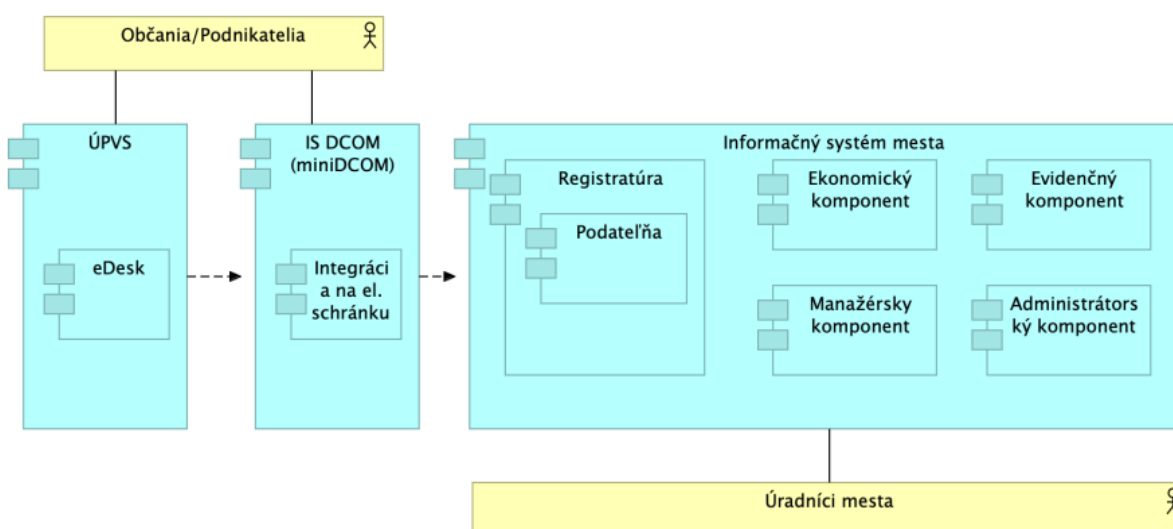 Občania/Podnikatelia
ÚPVS
eDesk
IS DCOM
(miniDCOM)
Integráci
a na el.
schránku
Informačný systém mesta
Registratúra
Podateľňa
Ekonomický
komponent
Evidenčný
komponent
Manažérsky
komponent
Administrátors
ký komponent
Úradníci mesta